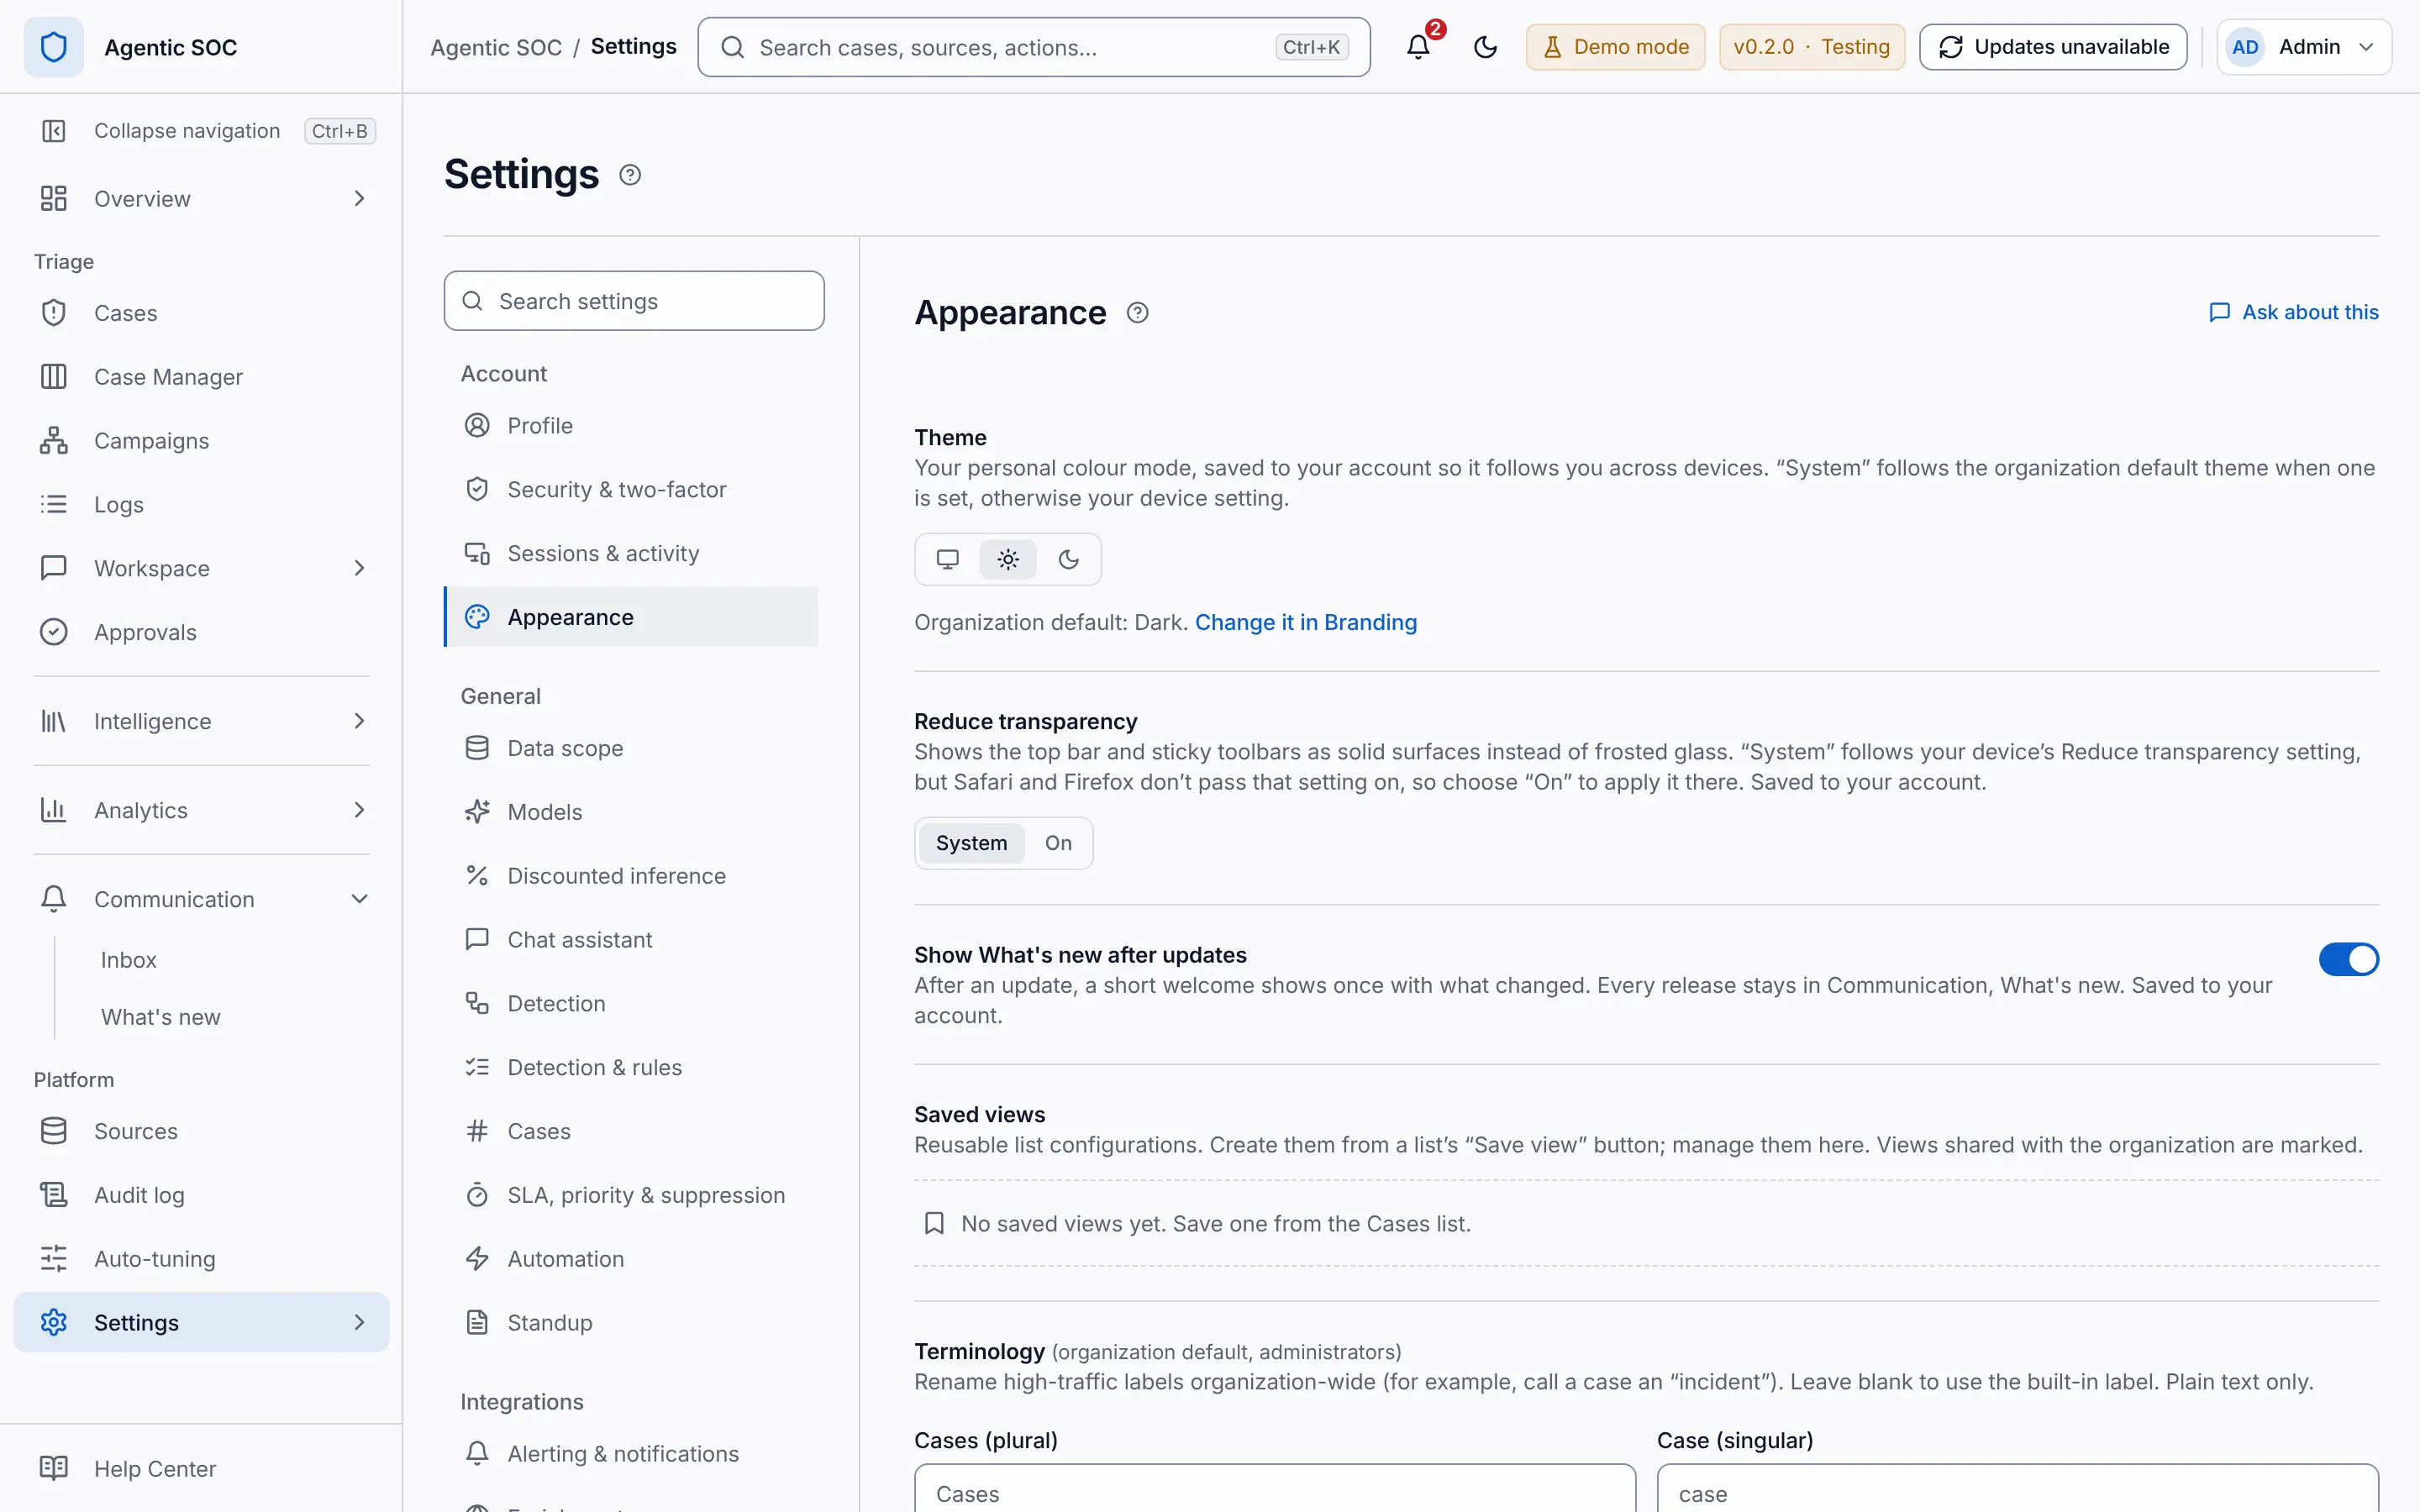 Agentic SOC
Agentic SOC / Settings
Search cases, sources, actions...
Ctrl+K
2
Demo mode
v0.2.0 · Testing
Updates unavailable
AD
Admin
Collapse navigation
Ctrl+B
Overview
Triage
Cases
Case Manager
Campaigns
Logs
Workspace
Approvals
Intelligence
Analytics
Communication
Inbox
What's new
Platform
Sources
Audit log
Auto-tuning
Settings
Help Center
Settings
Search settings
Account
Profile
Security & two-factor
Sessions & activity
Appearance
General
Data scope
Models
Discounted inference
Chat assistant
Detection
Detection & rules
Cases
SLA, priority & suppression
Automation
Standup
Integrations
Alerting & notifications
Appearance
Ask about this
Theme
Your personal colour mode, saved to your account so it follows you across devices. “System” follows the organization default theme when one
is set, otherwise your device setting.
Organization default: Dark. Change it in Branding
Reduce transparency
Shows the top bar and sticky toolbars as solid surfaces instead of frosted glass. “System” follows your device’s Reduce transparency setting,
but Safari and Firefox don’t pass that setting on, so choose “On” to apply it there. Saved to your account.
System
On
Show What's new after updates
After an update, a short welcome shows once with what changed. Every release stays in Communication, What's new. Saved to your
account.
Saved views
Reusable list configurations. Create them from a list’s “Save view” button; manage them here. Views shared with the organization are marked.
No saved views yet. Save one from the Cases list.
Terminology (organization default, administrators)
Rename high-traffic labels organization-wide (for example, call a case an “incident”). Leave blank to use the built-in label. Plain text only.
Cases (plural)
Case (singular)
Cases
case